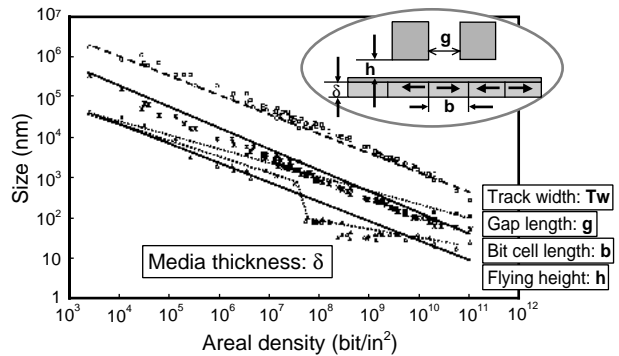 10⁷
10⁶
10⁵
10⁴
10³
10²
10
1
Size (nm)
g
h
δ
b
Track width: Tw
Gap length: g
Bit cell length: b
Flying height: h
Media thickness: δ
10³ 10⁴ 10⁵ 10⁶ 10⁷ 10⁸ 10⁹ 10¹⁰ 10¹¹ 10¹²
Areal density (bit/in²)